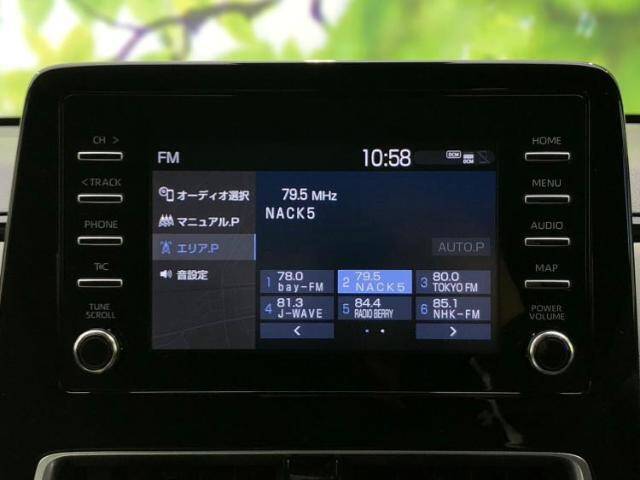 CH >
< TRACK
PHONE
T&C
TUNE
SCROLL
FM
10:58
DCM
DCM
オーディオ選択
マニュアル.P
エリア.P
音設定
79.5 MHz
NACK5
AUTO.P
1 78.0 bay-FM
2 79.5 NACK5
3 80.0 TOKYO FM
4 81.3 J-WAVE
5 84.4 RADIO BERRY
6 85.1 NHK-FM
<
>
HOME
MENU
AUDIO
MAP
POWER
VOLUME